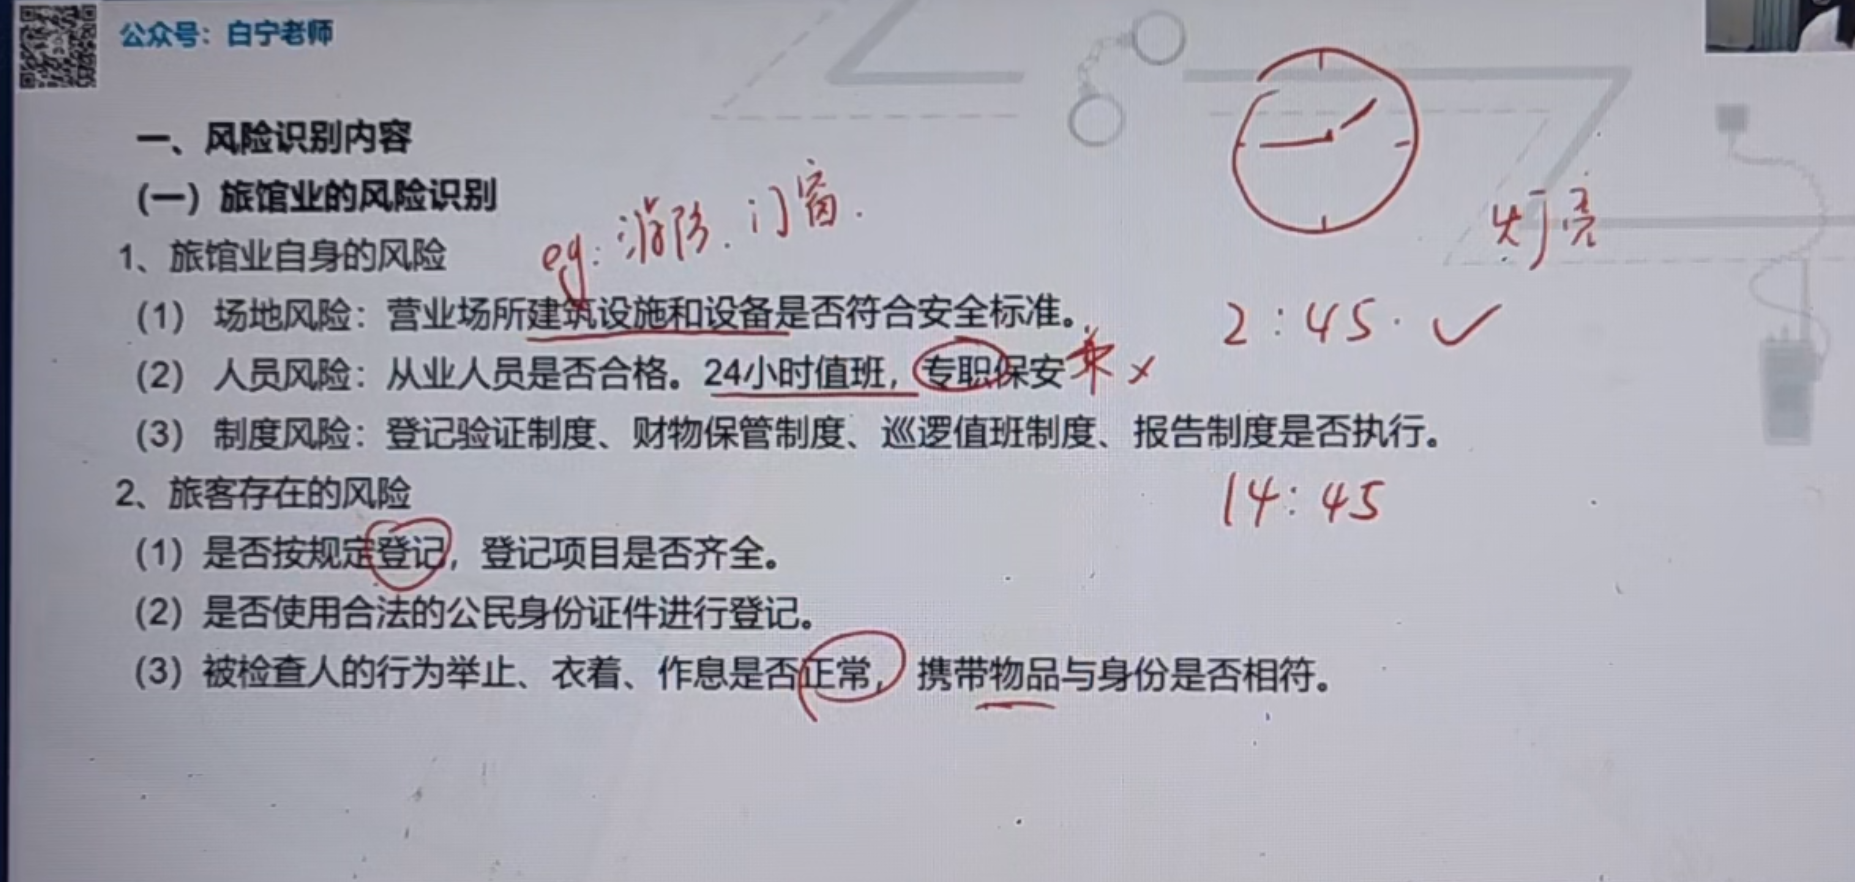 公众号：白宁老师
一、风险识别内容
（一）旅馆业的风险识别
eg：消防、门窗.
灯亮
1、旅馆业自身的风险
（1） 场地风险：营业场所建筑设施和设备是否符合安全标准。
2:45.
（2） 人员风险：从业人员是否合格。24小时值班，专职保安
（3） 制度风险：登记验证制度、财物保管制度、巡逻值班制度、报告制度是否执行。
2、旅客存在的风险
14:45
（1）是否按规定登记，登记项目是否齐全。
（2）是否使用合法的公民身份证件进行登记。
（3）被检查人的行为举止、衣着、作息是否正常， 携带物品与身份是否相符。